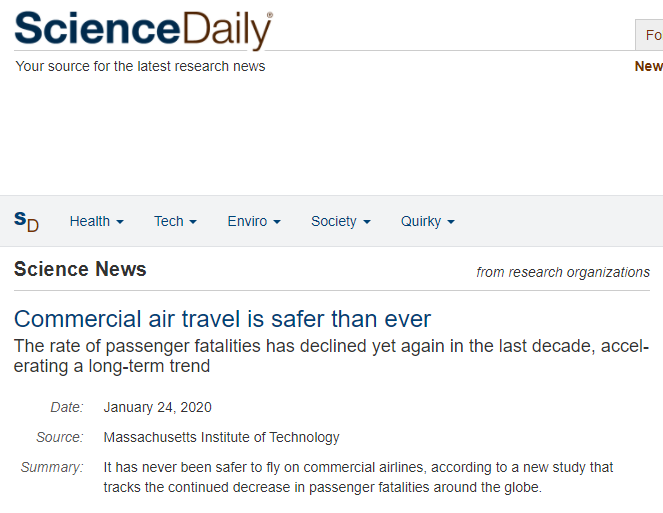 ScienceDaily®
Fo
Your source for the latest research news
New
SD
Health
Tech
Enviro
Society
Quirky
Science News
from research organizations
Commercial air travel is safer than ever
The rate of passenger fatalities has declined yet again in the last decade, accel-
erating a long-term trend
Date: January 24, 2020
Source: Massachusetts Institute of Technology
Summary: It has never been safer to fly on commercial airlines, according to a new study that
tracks the continued decrease in passenger fatalities around the globe.